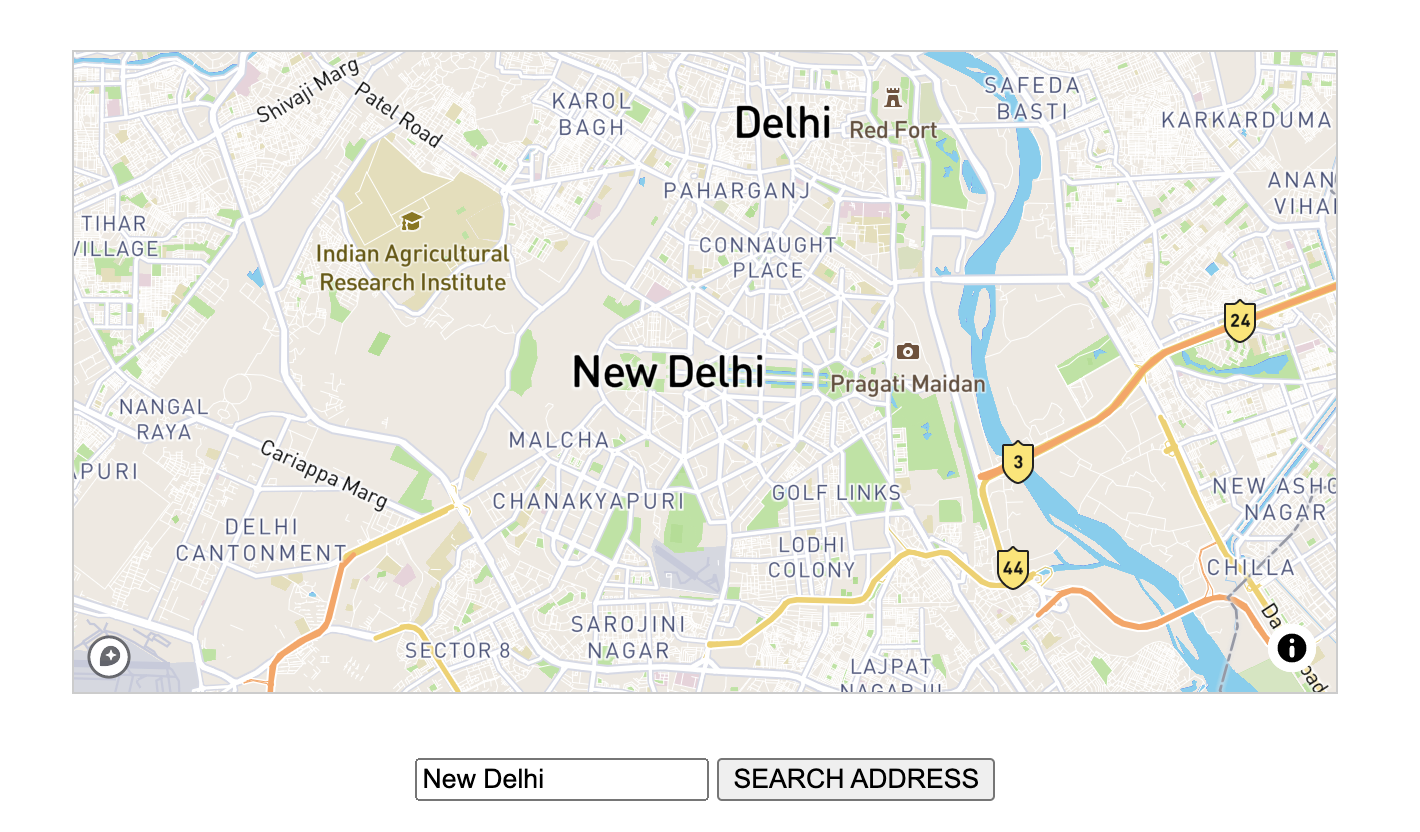 Shivaji Marg
Patel Road
KAROL
BAGH
Delhi
Red Fort
SAFEDA
BASTI
KARKARDUMA
PAHARGANJ
ANAN
VIHAI
TIHAR
VILLAGE
Indian Agricultural
Research Institute
CONNAUGHT
PLACE
24
New Delhi
Pragati Maidan
NANGAL
RAYA
MALCHA
Cariappa Marg
APURI
3
CHANAKYAPURI
GOLF LINKS
NEW ASHO
NAGAR
DELHI
CANTONMENT
LODHI
COLONY
44
CHILLA
SAROJINI
NAGAR
SECTOR 8
LAJPAT
NAGAR III
Da
oad
New Delhi
SEARCH ADDRESS